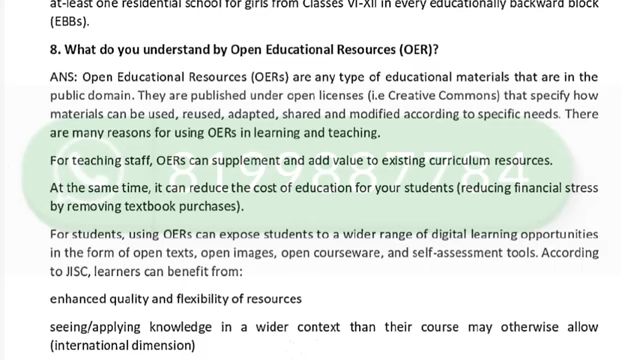 at-least one residential school for girls from Classes VI-XII in every educationally backward block
(EBBs).
8. What do you understand by Open Educational Resources (OER)?
ANS: Open Educational Resources (OERs) are any type of educational materials that are in the
public domain. They are published under open licenses (i.e Creative Commons) that specify how
materials can be used, reused, adapted, shared and modified according to specific needs. There
are many reasons for using OERs in learning and teaching.
For teaching staff, OERs can supplement and add value to existing curriculum resources.
8199887784
At the same time, it can reduce the cost of education for your students (reducing financial stress
by removing textbook purchases).
For students, using OERs can expose students to a wider range of digital learning opportunities
in the form of open texts, open images, open courseware, and self-assessment tools. According
to JISC, learners can benefit from:
enhanced quality and flexibility of resources
seeing/applying knowledge in a wider context than their course may otherwise allow
(international dimension)